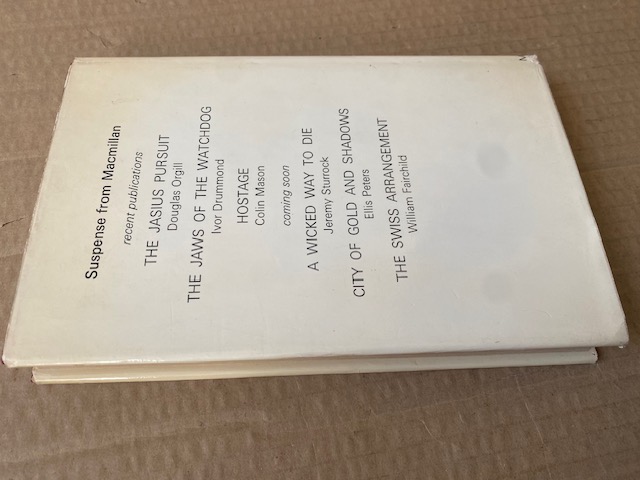 Suspense from Macmillan
recent publications
THE JASIUS PURSUIT
Douglas Orgill
THE JAWS OF THE WATCHDOG
Ivor Drummond
HOSTAGE
Colin Mason
coming soon
A WICKED WAY TO DIE
Jeremy Sturrock
CITY OF GOLD AND SHADOWS
Ellis Peters
THE SWISS ARRANGEMENT
William Fairchild